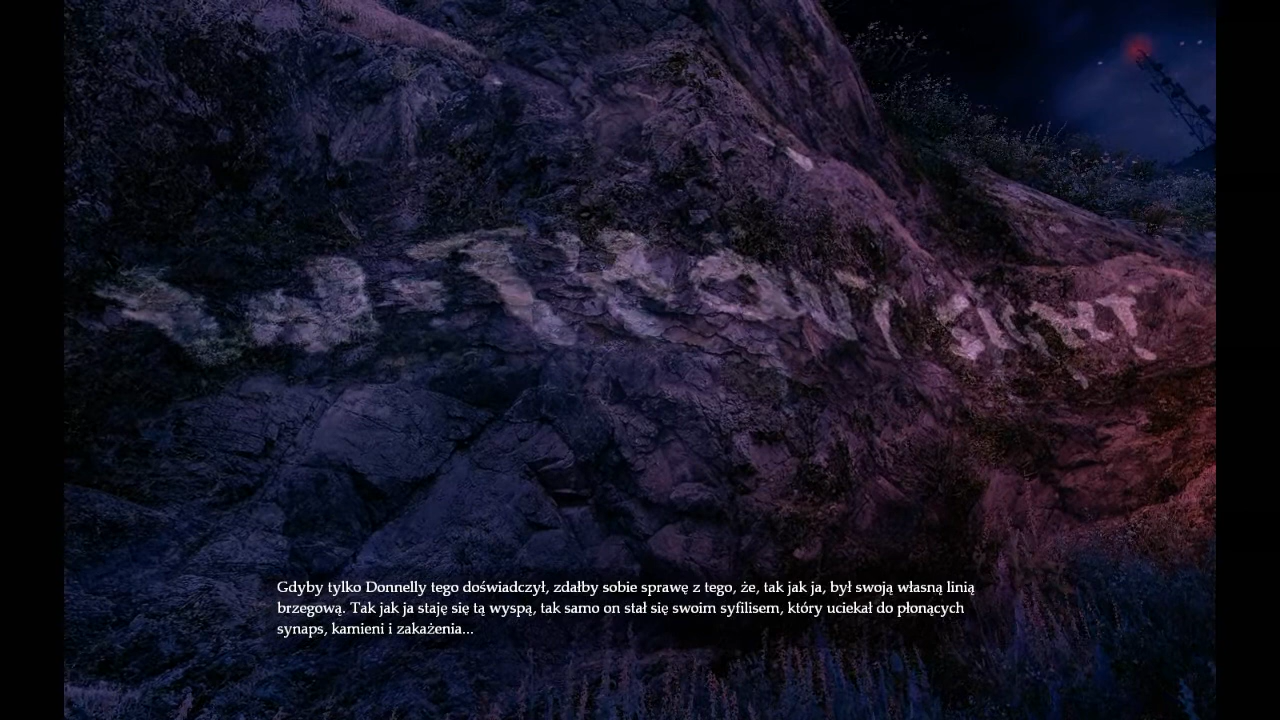 Gdyby tylko Donnelly tego doświadczył, zdałby sobie sprawę z tego, że, tak jak ja, był swoją własną linią
brzegową. Tak jak ja staję się tą wyspą, tak samo on stał się swoim syfilisem, który uciekał do płonących
synaps, kamieni i zakażenia...